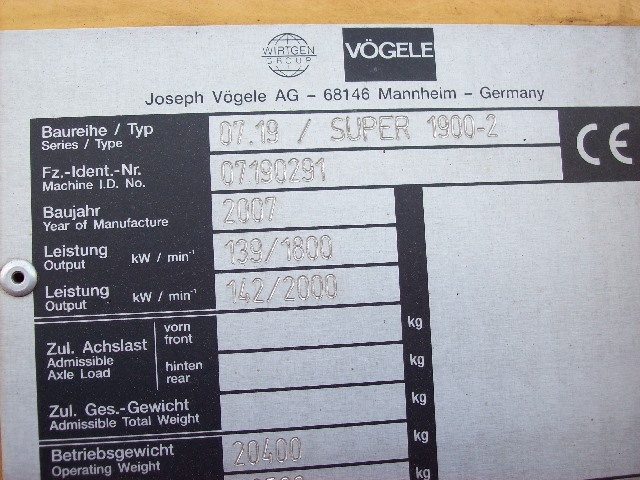 WIRTGEN GROUP
VÖGELE
Joseph Vögele AG – 68146 Mannheim – Germany
Baureihe / Typ 07.19 / SUPER 1900-2
Series / Type
Fz.-Ident.-Nr. 07190291
Machine I.D. No.
Baujahr 2007
Year of Manufacture
Leistung kW / min⁻¹ 139/1800
Output
Leistung kW / min⁻¹ 142/2000
Output
Zul. Achslast vorn kg
Admissible front
Axle Load hinten kg
rear
Zul. Ges.-Gewicht kg
Admissible Total Weight
Betriebsgewicht 20400 kg
Operating Weight
CE